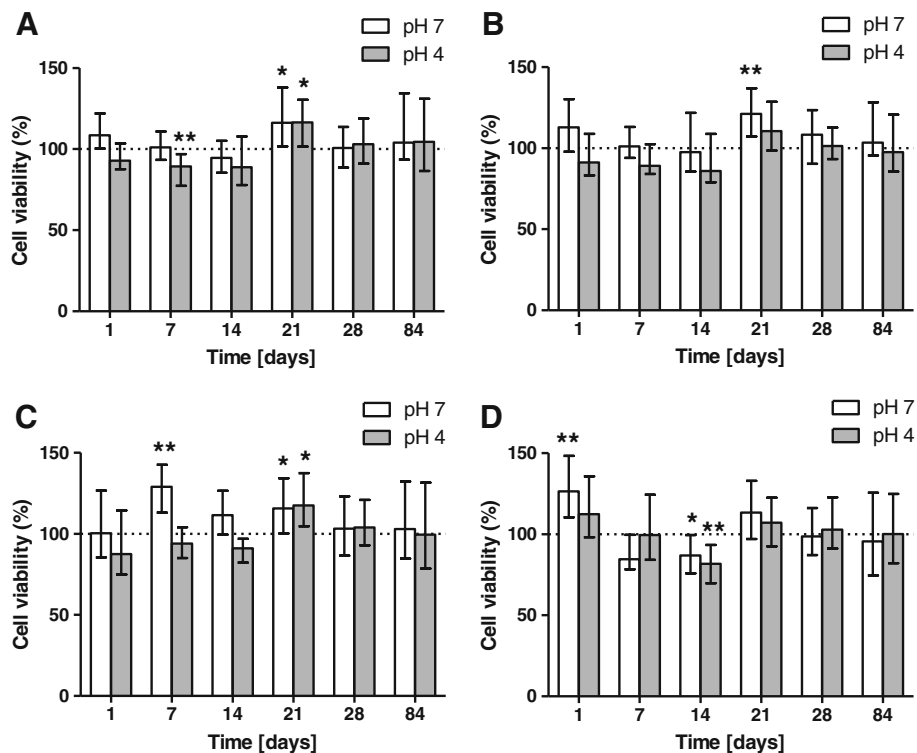 A
pH 7
pH 4
Cell viability (%)
150
100
50
0
*
*
**
1 7 14 21 28 84
Time [days]
B
pH 7
pH 4
Cell viability (%)
150
100
50
0
**
1 7 14 21 28 84
Time [days]
C
pH 7
pH 4
Cell viability (%)
150
100
50
0
**
* *
1 7 14 21 28 84
Time [days]
D
pH 7
pH 4
Cell viability (%)
150
100
50
0
**
* **
1 7 14 21 28 84
Time [days]